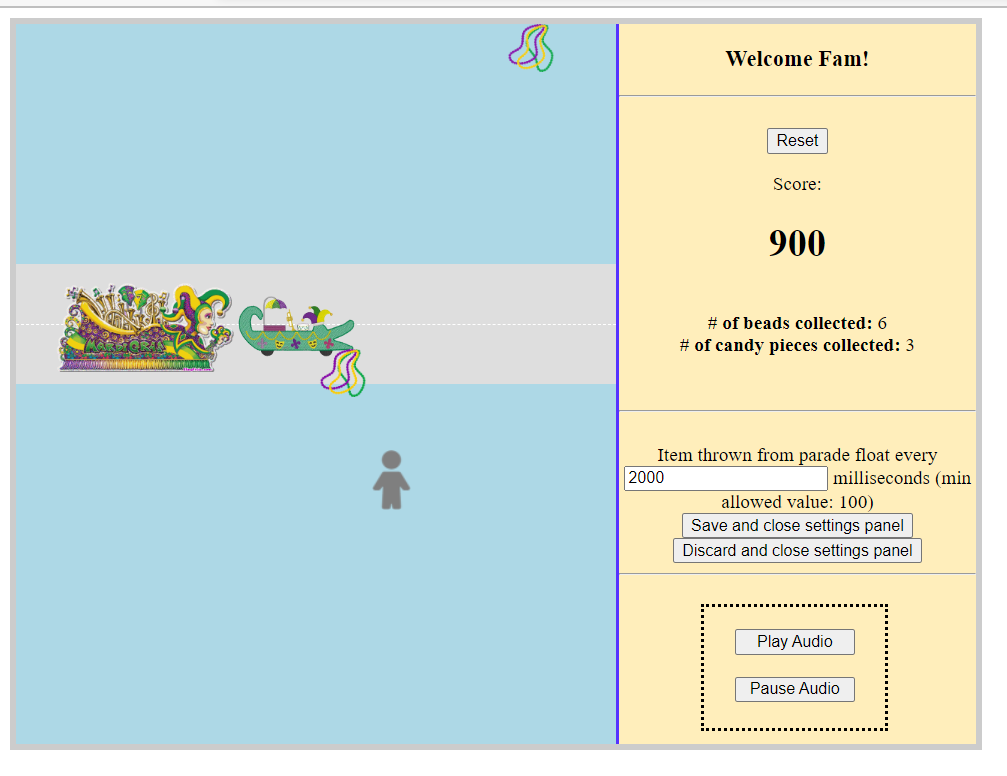 Welcome Fam!
Reset
Score:
900
# of beads collected: 6
# of candy pieces collected: 3
Item thrown from parade float every
2000 milliseconds (min
allowed value: 100)
Save and close settings panel
Discard and close settings panel
Play Audio
Pause Audio
MARDI GRAS